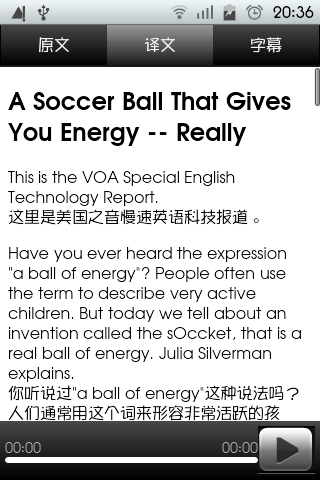 20:36
原文 译文 字幕
A Soccer Ball That Gives
You Energy -- Really
This is the VOA Special English
Technology Report.
这里是美国之音慢速英语科技报道 。
Have you ever heard the expression
"a ball of energy"? People often use
the term to describe very active
children. But today we tell about an
invention called the sOccket, that is a
real ball of energy. Julia Silverman
explains.
你听说过"a ball of energy"这种说法吗？
人们通常用这个词来形容非常活跃的孩
00:00 00:00